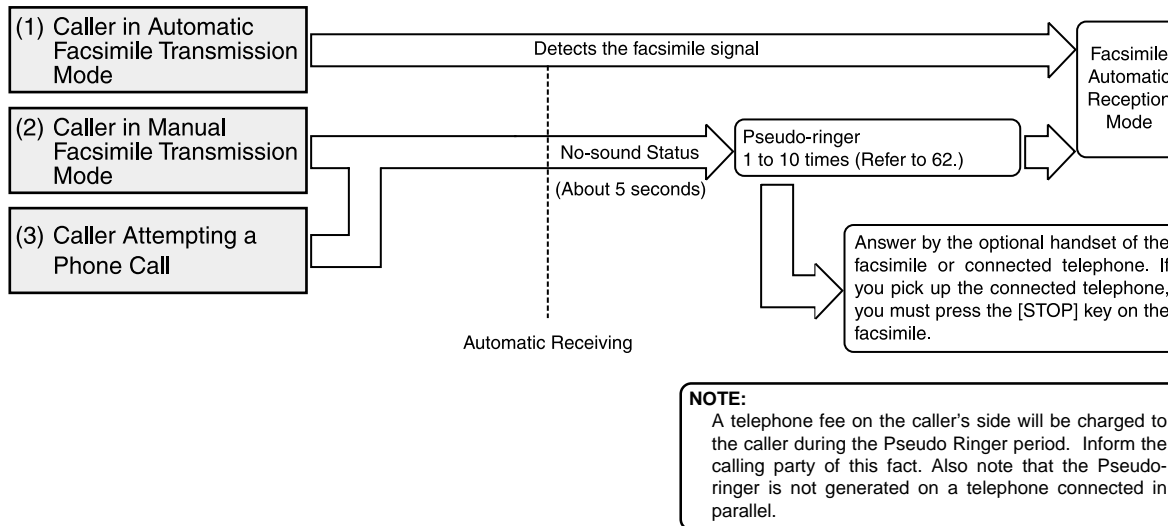 (1) Caller in Automatic
Facsimile Transmission
Mode
Detects the facsimile signal
Facsimile
Automatic
Reception
Mode
(2) Caller in Manual
Facsimile Transmission
Mode
No-sound Status
(About 5 seconds)
Pseudo-ringer
1 to 10 times (Refer to 62.)
(3) Caller Attempting a
Phone Call
Answer by the optional handset of the
facsimile or connected telephone. If
you pick up the connected telephone,
you must press the [STOP] key on the
facsimile.
Automatic Receiving
NOTE:
A telephone fee on the caller's side will be charged to
the caller during the Pseudo Ringer period. Inform the
calling party of this fact. Also note that the Pseudo-
ringer is not generated on a telephone connected in
parallel.